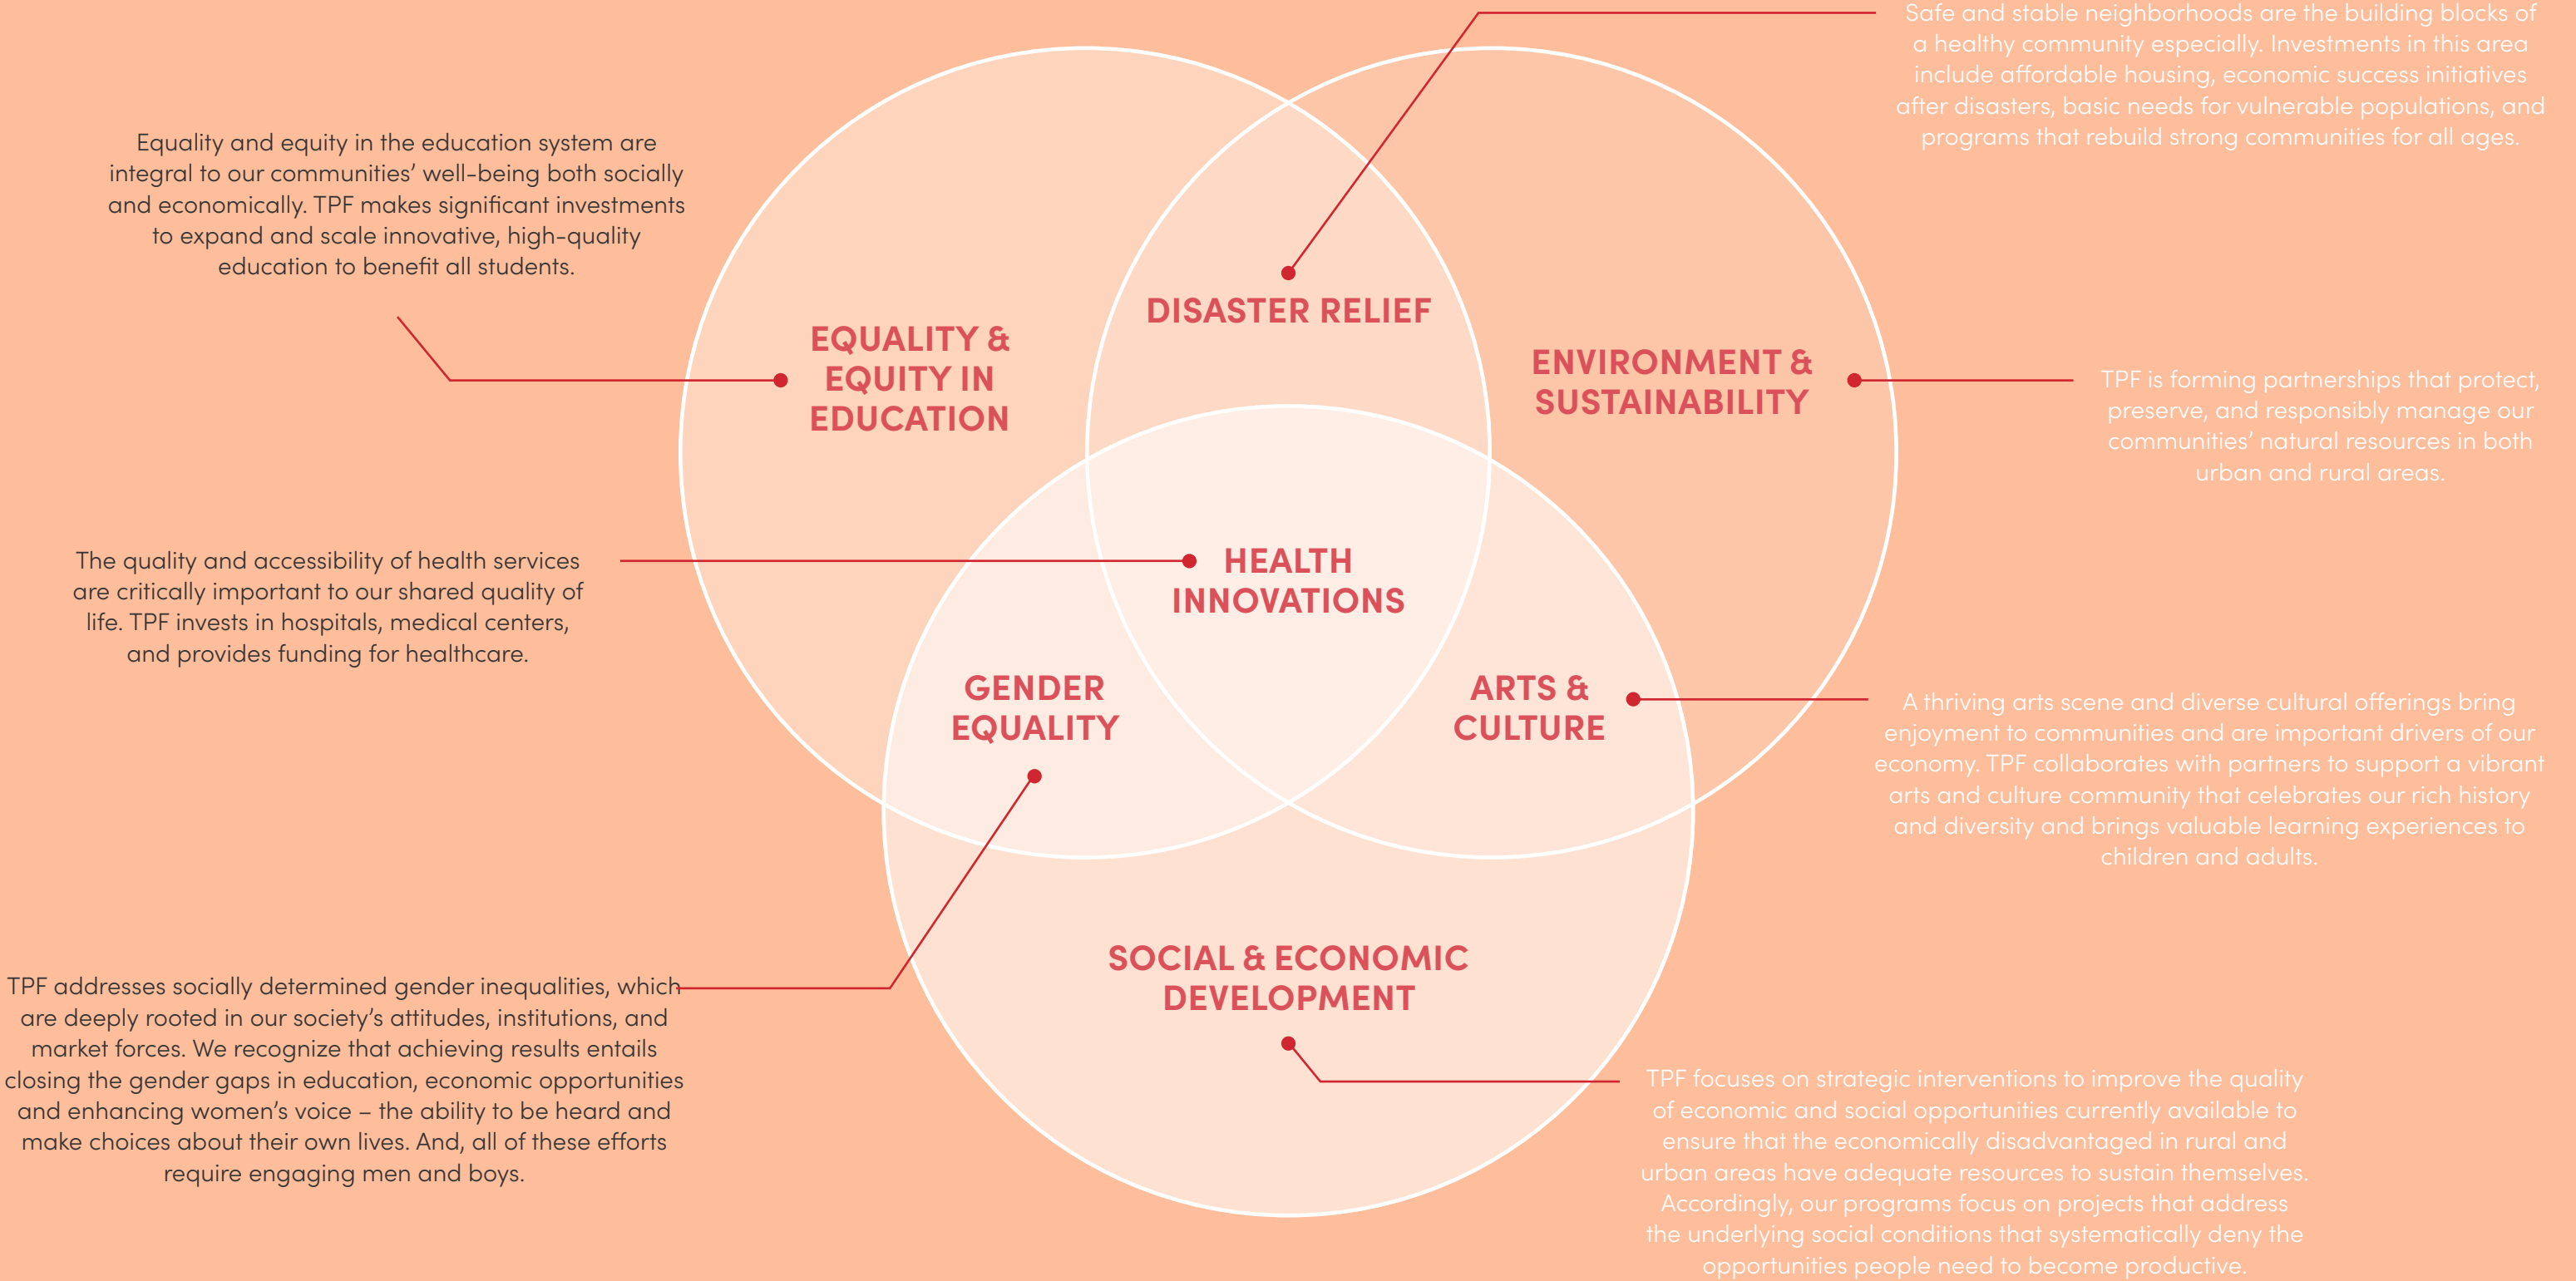 Safe and stable neighborhoods are the building blocks of
a healthy community especially. Investments in this area
include affordable housing, economic success initiatives
after disasters, basic needs for vulnerable populations, and
programs that rebuild strong communities for all ages.
Equality and equity in the education system are
integral to our communities’ well-being both socially
and economically. TPF makes significant investments
to expand and scale innovative, high-quality
education to benefit all students.
DISASTER RELIEF
EQUALITY &
EQUITY IN
EDUCATION
ENVIRONMENT &
SUSTAINABILITY
TPF is forming partnerships that protect,
preserve, and responsibly manage our
communities’ natural resources in both
urban and rural areas.
The quality and accessibility of health services
are critically important to our shared quality of
life. TPF invests in hospitals, medical centers,
and provides funding for healthcare.
HEALTH
INNOVATIONS
GENDER
EQUALITY
ARTS &
CULTURE
A thriving arts scene and diverse cultural offerings bring
enjoyment to communities and are important drivers of our
economy. TPF collaborates with partners to support a vibrant
arts and culture community that celebrates our rich history
and diversity and brings valuable learning experiences to
children and adults.
SOCIAL & ECONOMIC
DEVELOPMENT
TPF addresses socially determined gender inequalities, which
are deeply rooted in our society’s attitudes, institutions, and
market forces. We recognize that achieving results entails
closing the gender gaps in education, economic opportunities
and enhancing women’s voice – the ability to be heard and
make choices about their own lives. And, all of these efforts
require engaging men and boys.
TPF focuses on strategic interventions to improve the quality
of economic and social opportunities currently available to
ensure that the economically disadvantaged in rural and
urban areas have adequate resources to sustain themselves.
Accordingly, our programs focus on projects that address
the underlying social conditions that systematically deny the
opportunities people need to become productive.